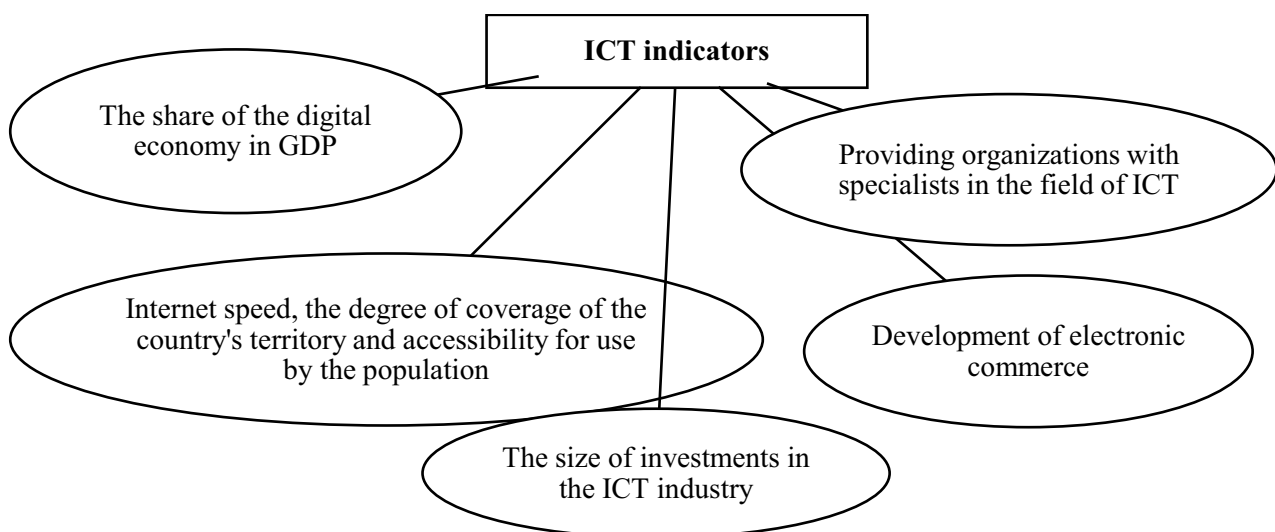 ICT indicators
The share of the digital
economy in GDP
Providing organizations with
specialists in the field of ICT
Internet speed, the degree of coverage of the
country's territory and accessibility for use
by the population
Development of electronic
commerce
The size of investments in
the ICT industry